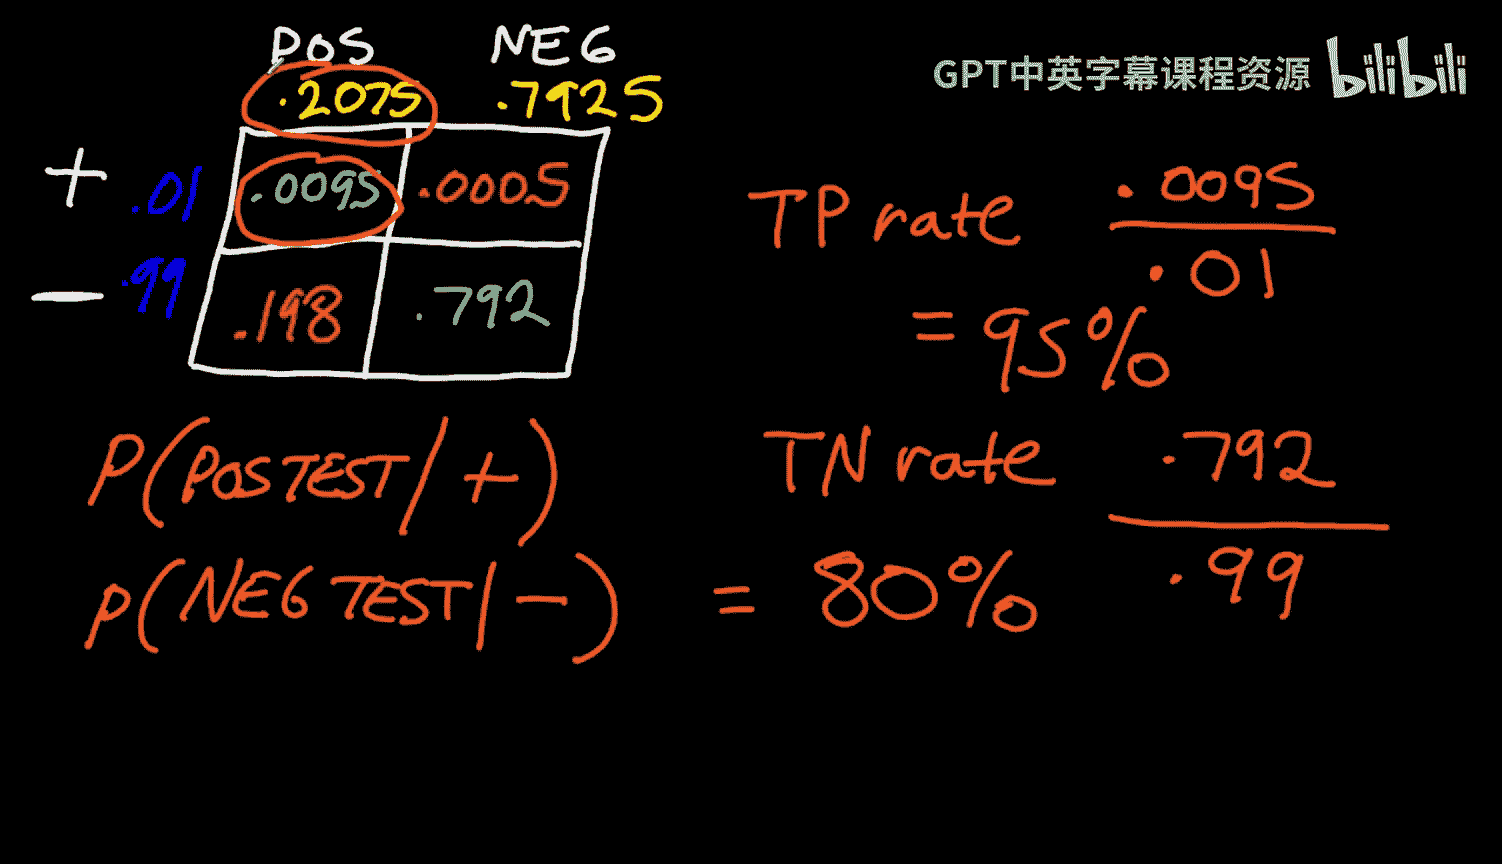 POS NEG
GPT中英字幕课程资源 bilibili
.2075 .7925
+ .01 .0095 .0005
- .99 .198 .792
TP rate .0095 / .01
= 95%
TN rate .792 / .99
P(POS TEST / +)
P(NEG TEST / -) = 80%